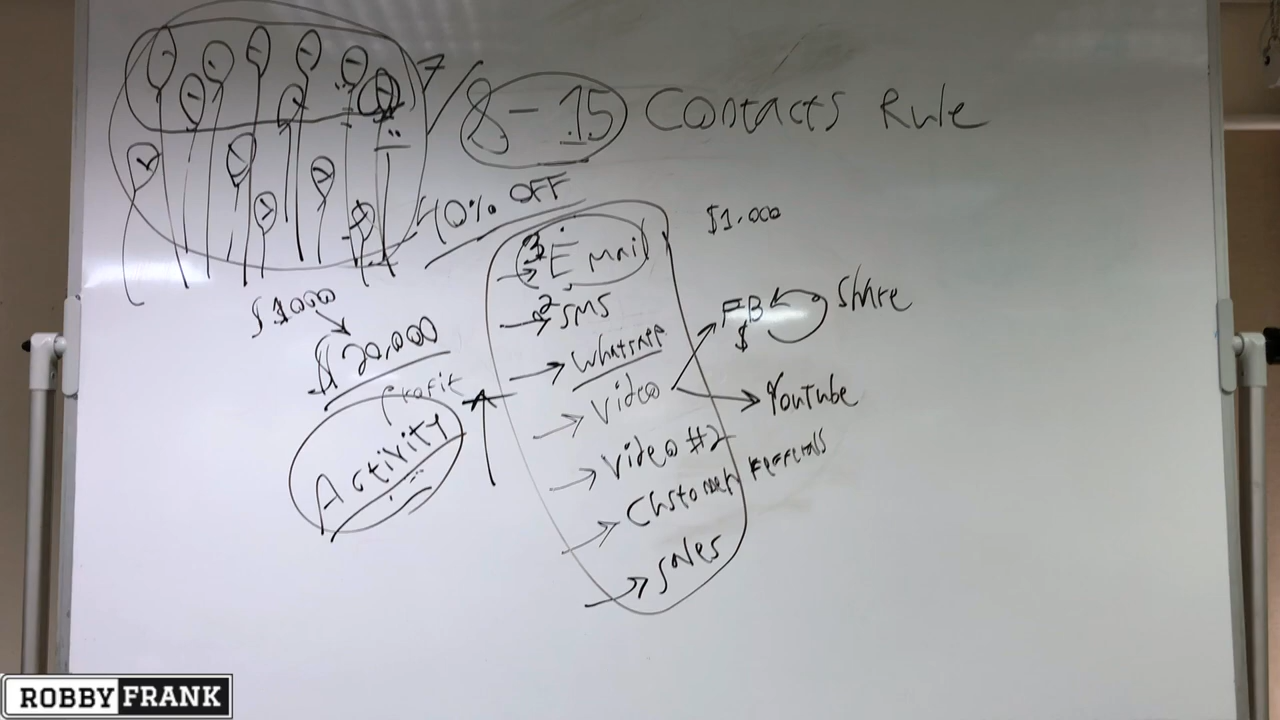 7/8-15 Contacts Rule
40% OFF
$1.000
3 Email
2 SMS
Whatsapp
Video
FB
$
Share
YouTube
Video #2
Customer Refferals
Sales
$1000
$20,000
Profit
Activity
ROBBY FRANK